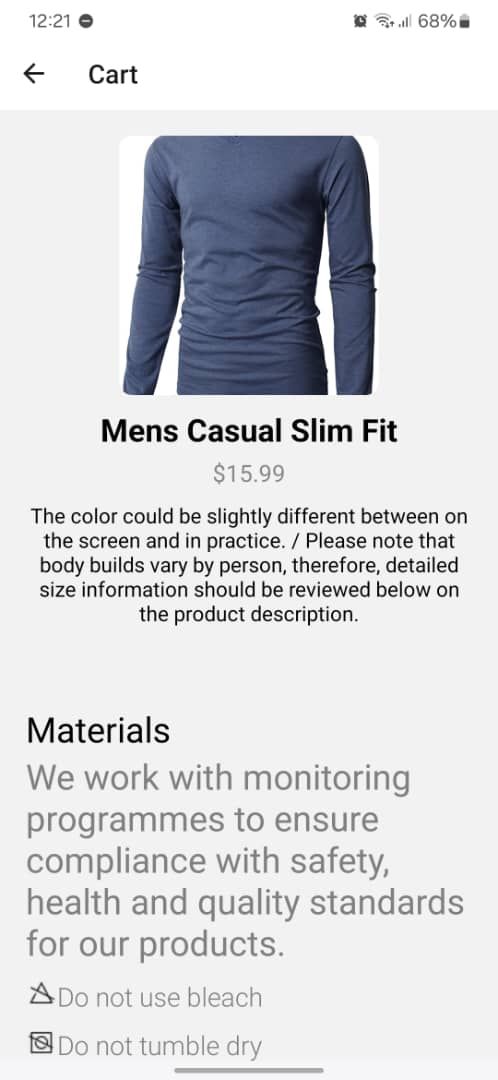 12:21
68%
Cart
Mens Casual Slim Fit
$15.99
The color could be slightly different between on
the screen and in practice. / Please note that
body builds vary by person, therefore, detailed
size information should be reviewed below on
the product description.
Materials
We work with monitoring
programmes to ensure
compliance with safety,
health and quality standards
for our products.
Do not use bleach
Do not tumble dry